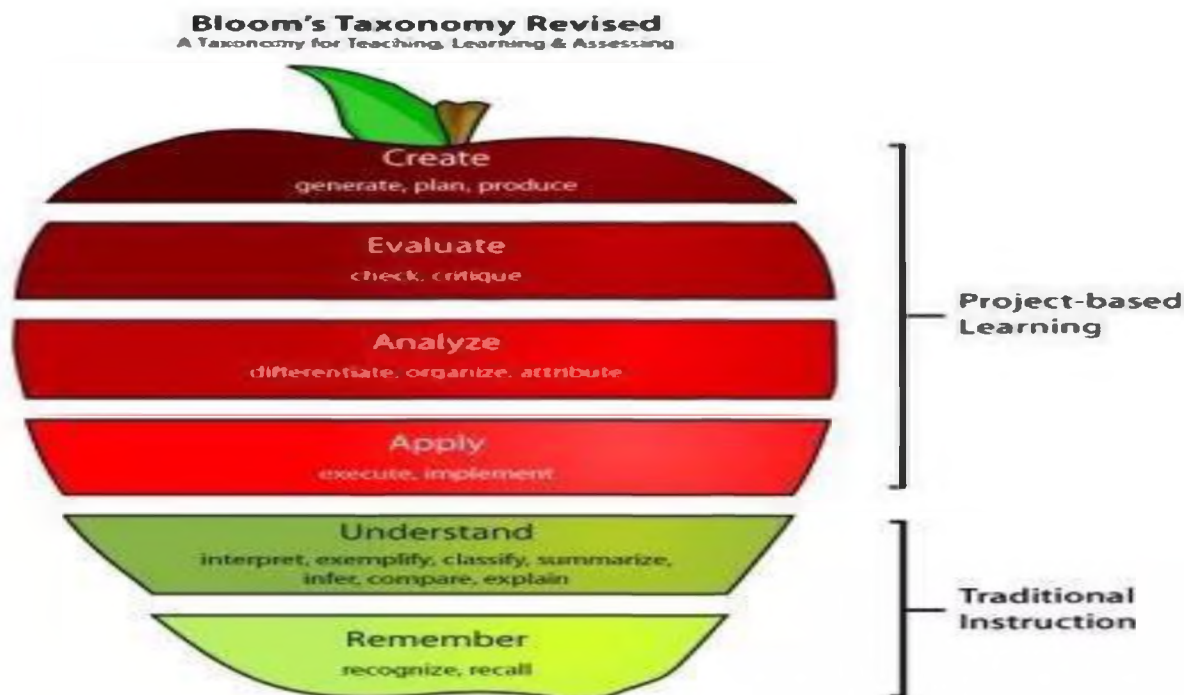 Bloom's Taxonomy Revised
A Taxonomy for Teaching, Learning & Assessing
Create
generate, plan, produce
Evaluate
check, critique
Analyze
differentiate, organize, attribute
Apply
execute, implement
Project-based
Learning
Understand
interpret, exemplify, classify, summarize,
infer, compare, explain
Remember
recognize, recall
Traditional
Instruction